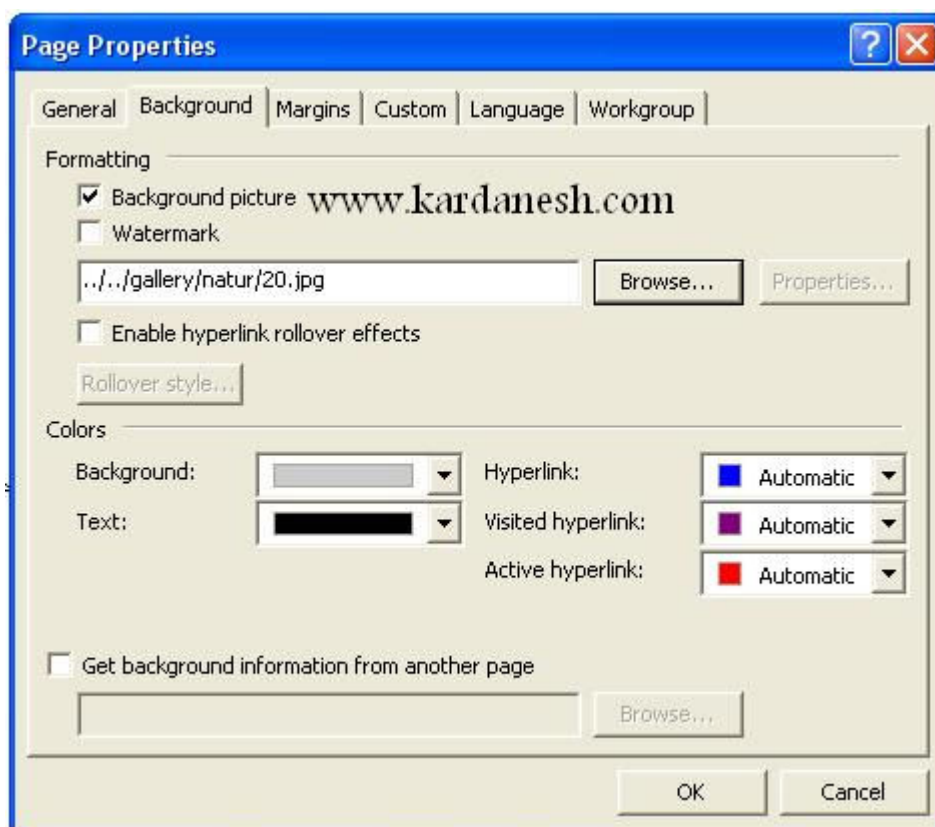 Page Properties
General Background Margins Custom Language Workgroup
Formatting
Background picture www.kardanesh.com
Watermark
../../gallery/natur/20.jpg Browse... Properties...
Enable hyperlink rollover effects
Rollover style...
Colors
Background: Hyperlink: Automatic
Text: Visited hyperlink: Automatic
Active hyperlink: Automatic
Get background information from another page
Browse...
OK Cancel